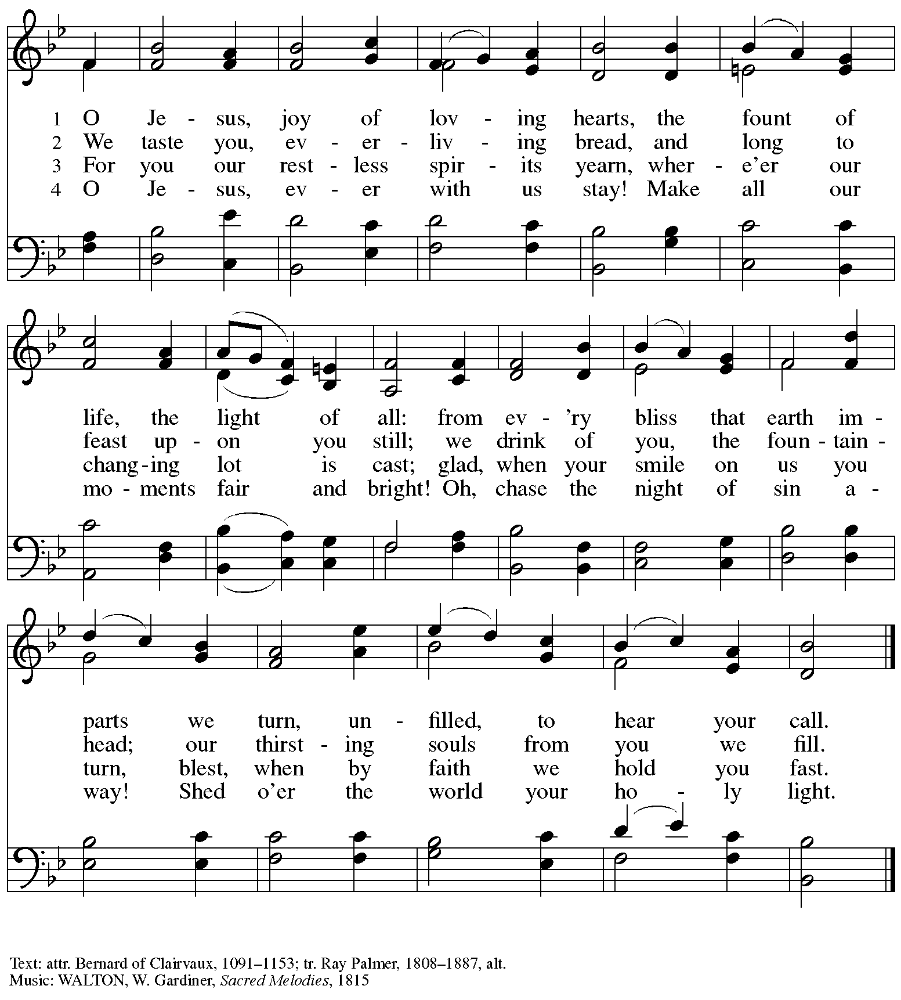 1 O Je - sus, joy of lov - ing hearts, the fount of
2 We taste you, ev - er - liv - ing bread, and long to
3 For you our rest - less spir - its yearn, wher - e'er our
4 O Je - sus, ev - er with us stay! Make all our
life, the light of all: from ev - 'ry bliss that earth im -
feast up - on you still; we drink of you, the foun - tain -
chang - ing lot is cast; glad, when your smile on us you
mo - ments fair and bright! Oh, chase the night of sin a -
parts we turn, un - filled, to hear your call.
head; our thirst - ing souls from you we fill.
turn, blest, when by faith we hold you fast.
way! Shed o'er the world your ho - ly light.
Text: attr. Bernard of Clairvaux, 1091–1153; tr. Ray Palmer, 1808–1887, alt.
Music: WALTON, W. Gardiner, Sacred Melodies, 1815